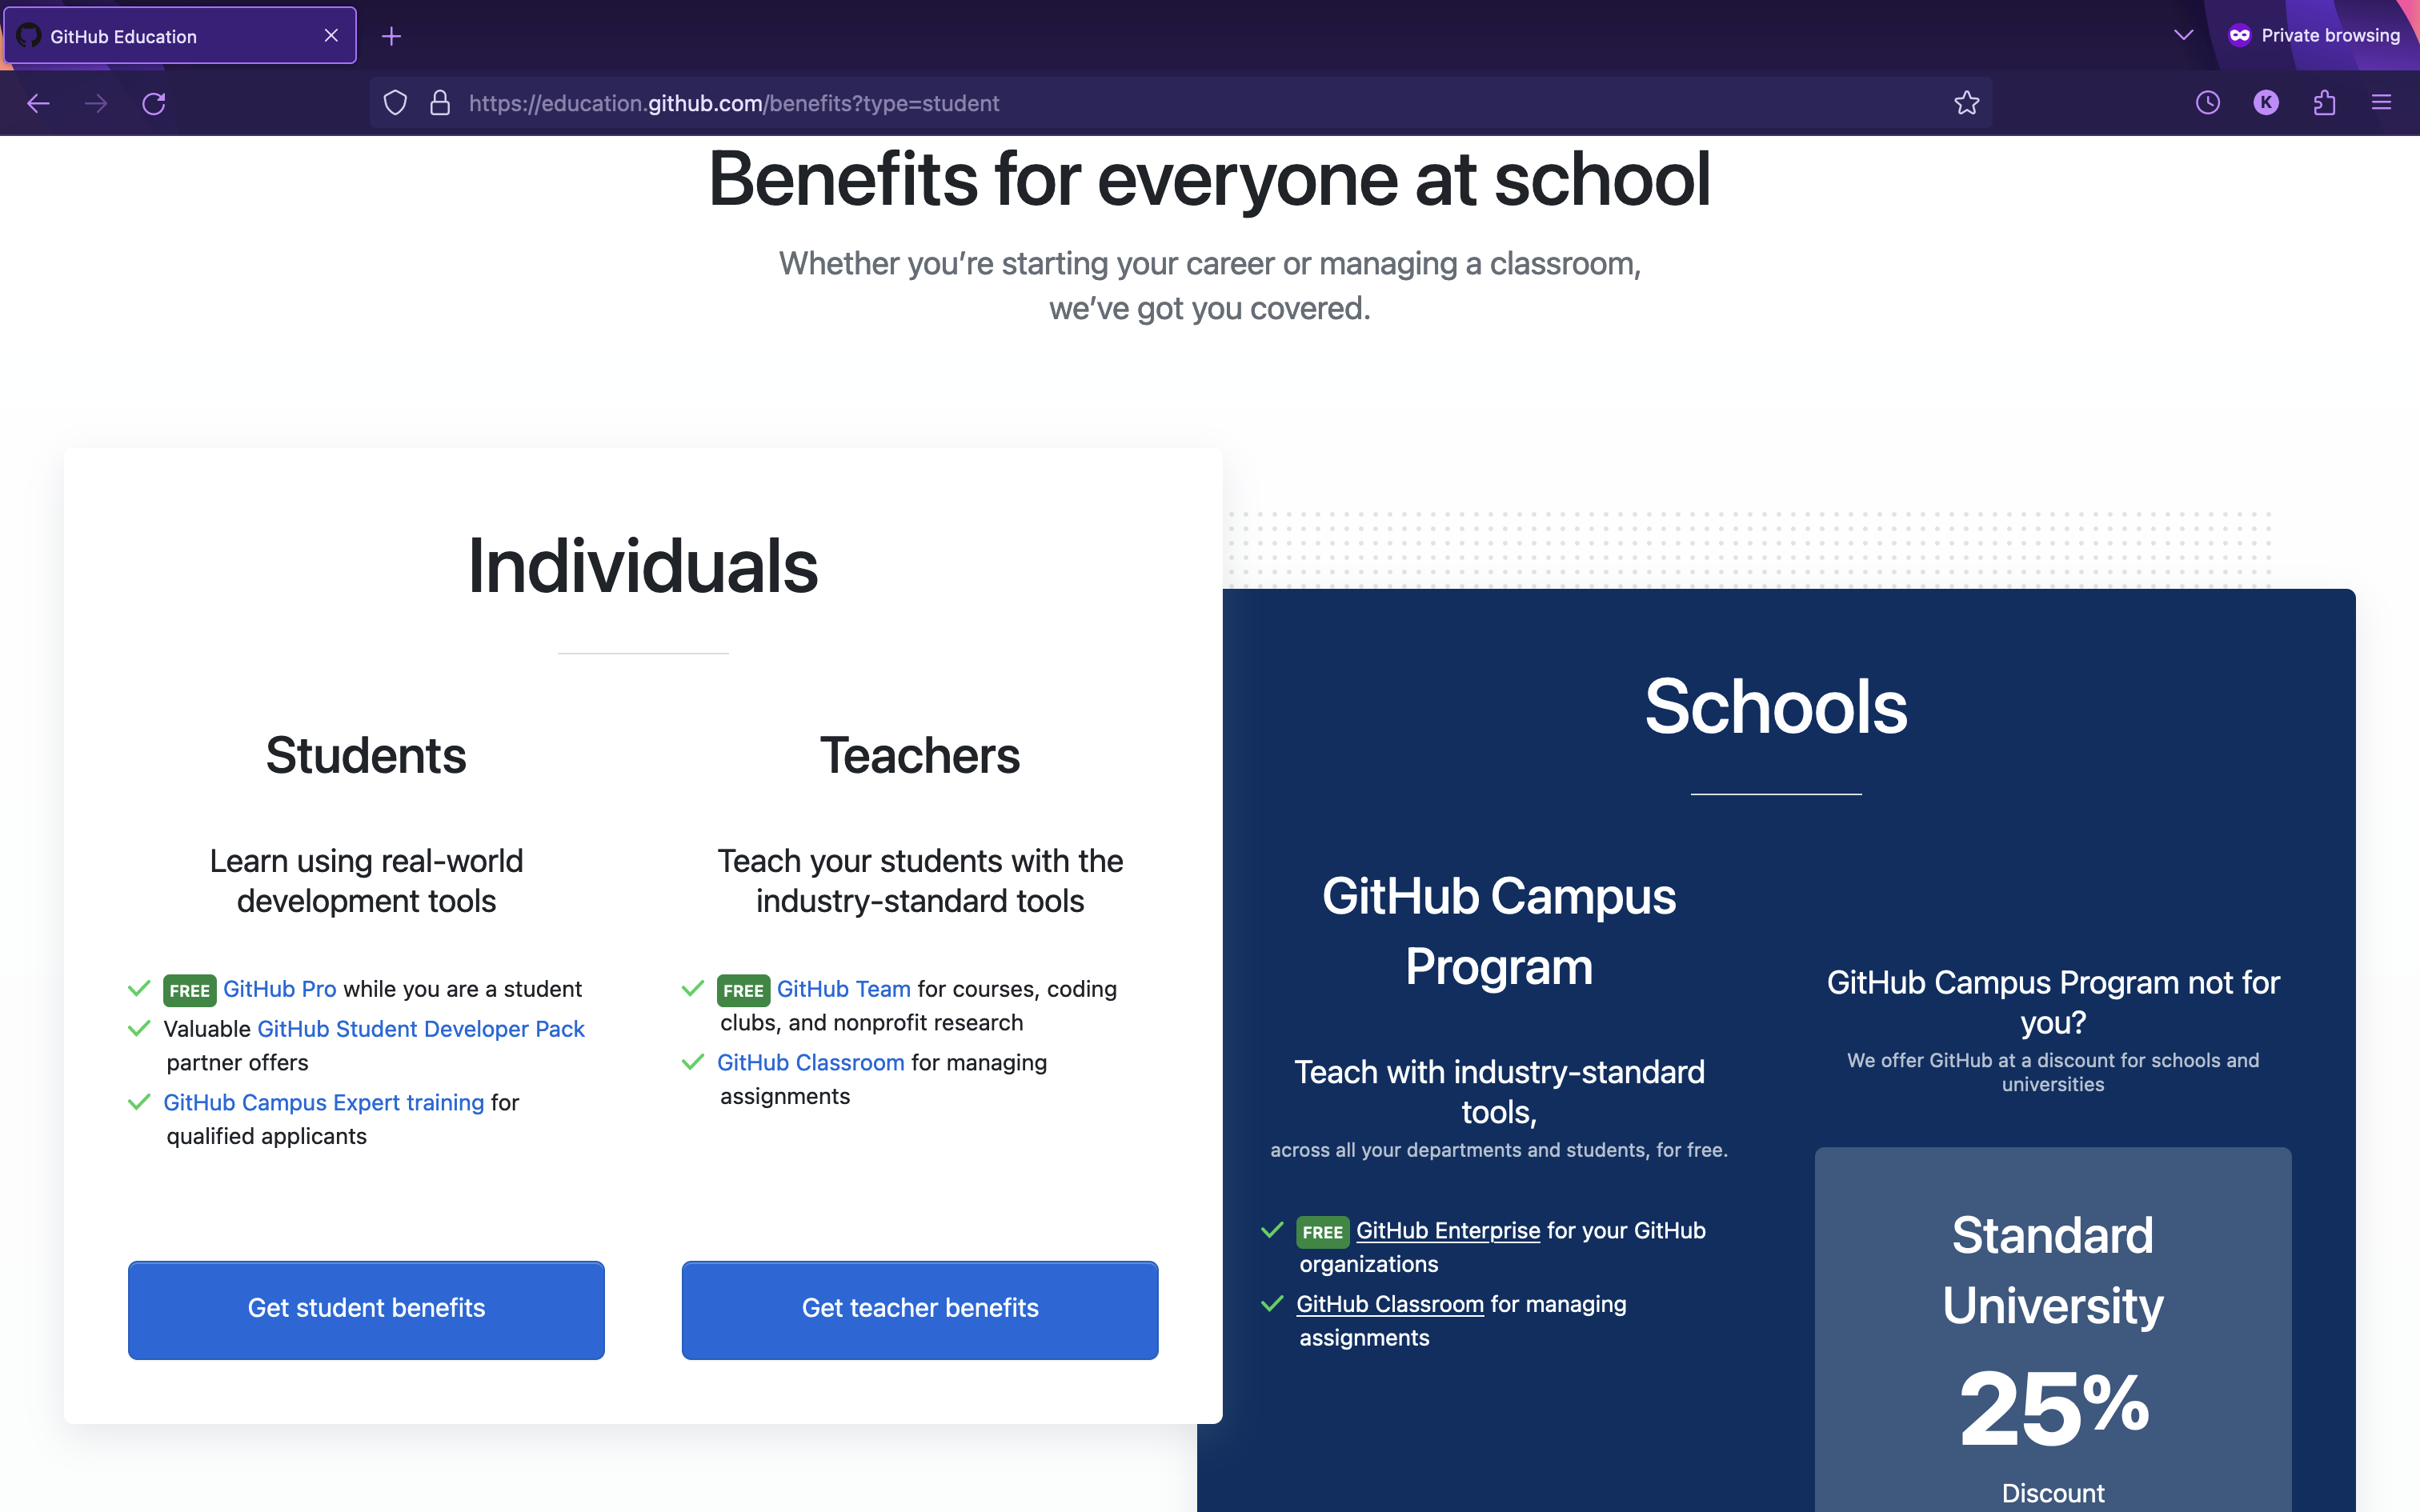 GitHub Education
Private browsing
https://education.github.com/benefits?type=student
K
Benefits for everyone at school
Whether you’re starting your career or managing a classroom,
we’ve got you covered.
Individuals
Students
Learn using real-world
development tools
FREE GitHub Pro while you are a student
Valuable GitHub Student Developer Pack
partner offers
GitHub Campus Expert training for
qualified applicants
Get student benefits
Teachers
Teach your students with the
industry-standard tools
FREE GitHub Team for courses, coding
clubs, and nonprofit research
GitHub Classroom for managing
assignments
Get teacher benefits
Schools
GitHub Campus
Program
Teach with industry-standard
tools,
across all your departments and students, for free.
FREE GitHub Enterprise for your GitHub
organizations
GitHub Classroom for managing
assignments
GitHub Campus Program not for
you?
We offer GitHub at a discount for schools and
universities
Standard
University
25%
Discount